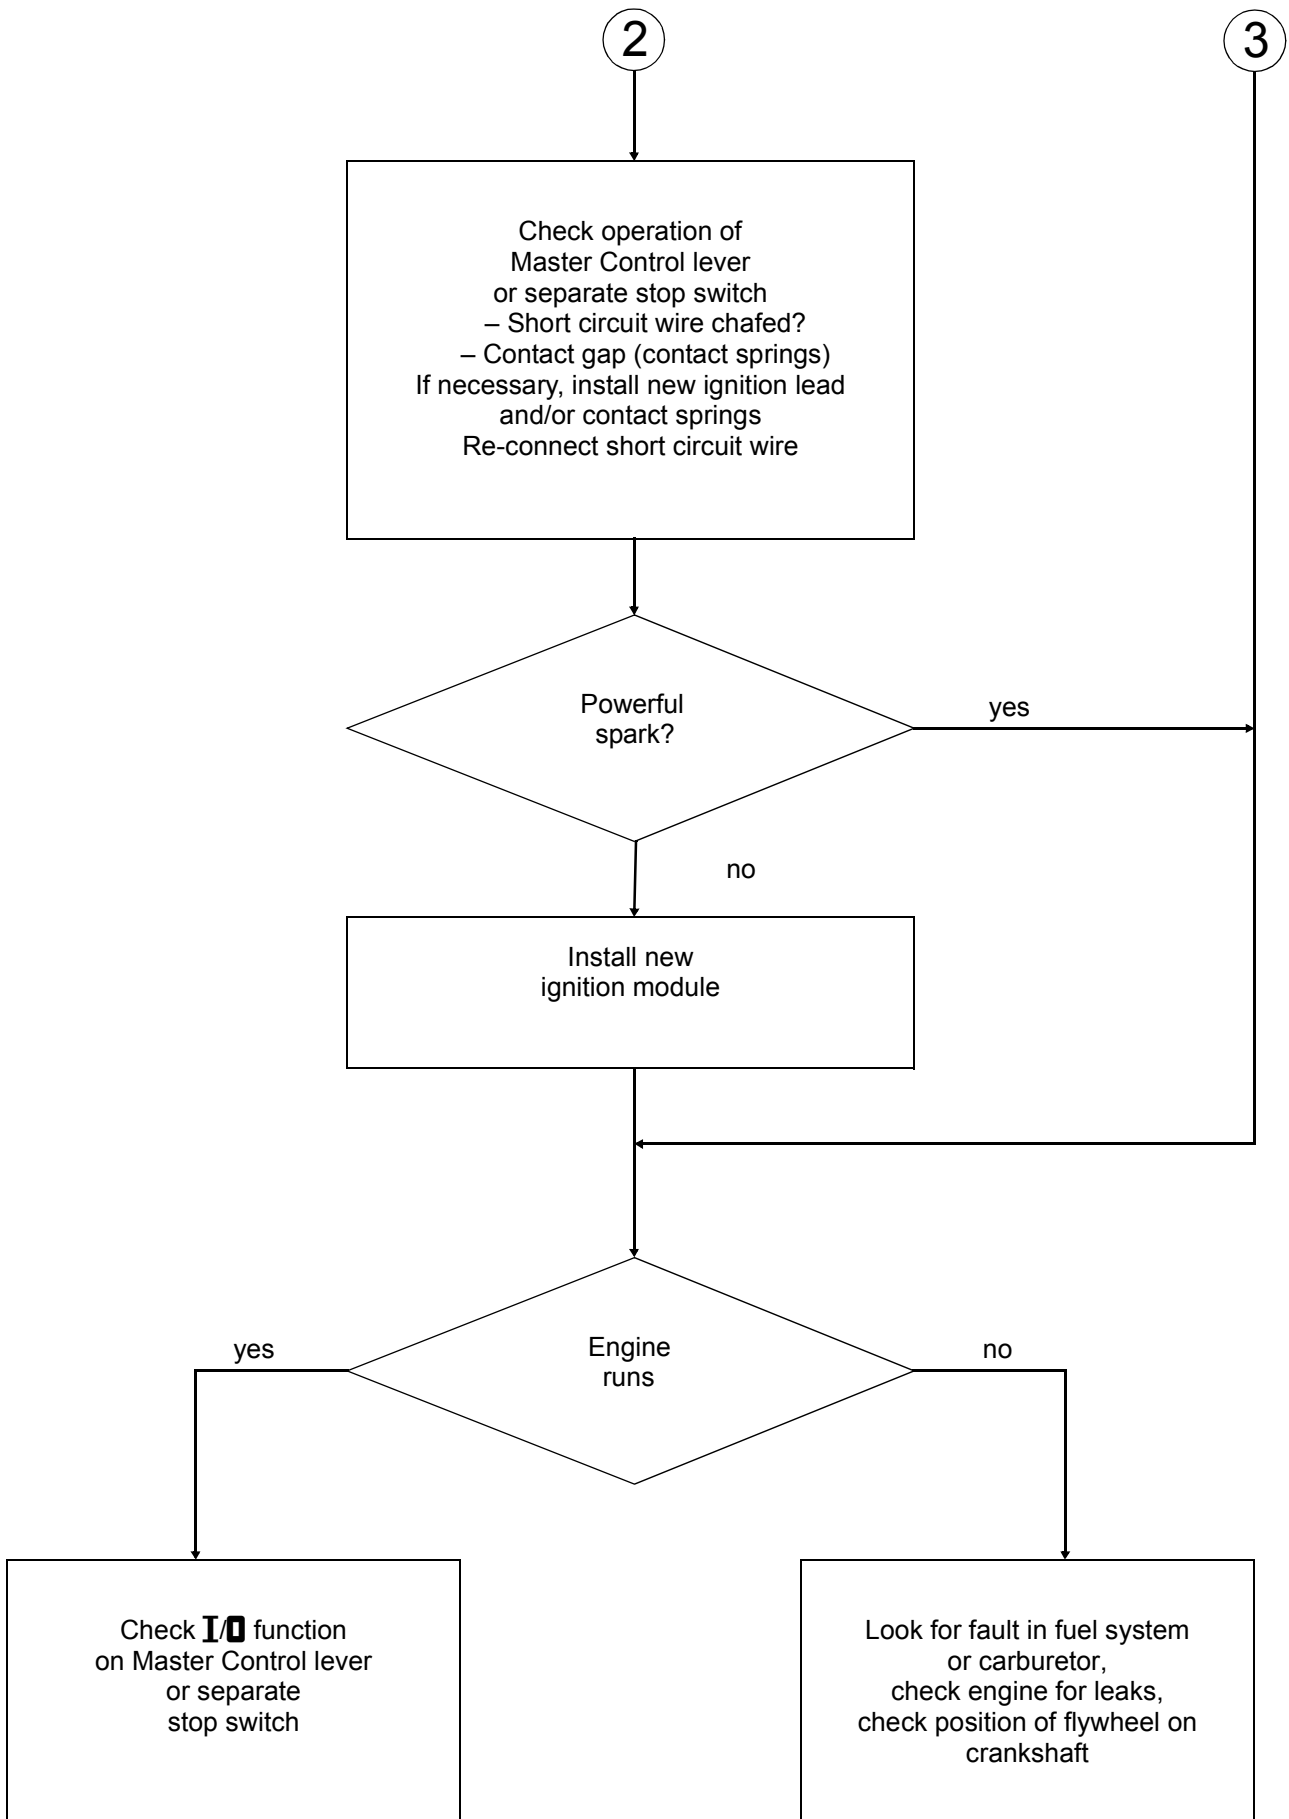 2
3
Check operation of
Master Control lever
or separate stop switch
– Short circuit wire chafed?
– Contact gap (contact springs)
If necessary, install new ignition lead
and/or contact springs
Re-connect short circuit wire
Powerful
spark?
yes
no
Install new
ignition module
Engine
runs
yes
no
Check I/0 function
on Master Control lever
or separate
stop switch
Look for fault in fuel system
or carburetor,
check engine for leaks,
check position of flywheel on
crankshaft